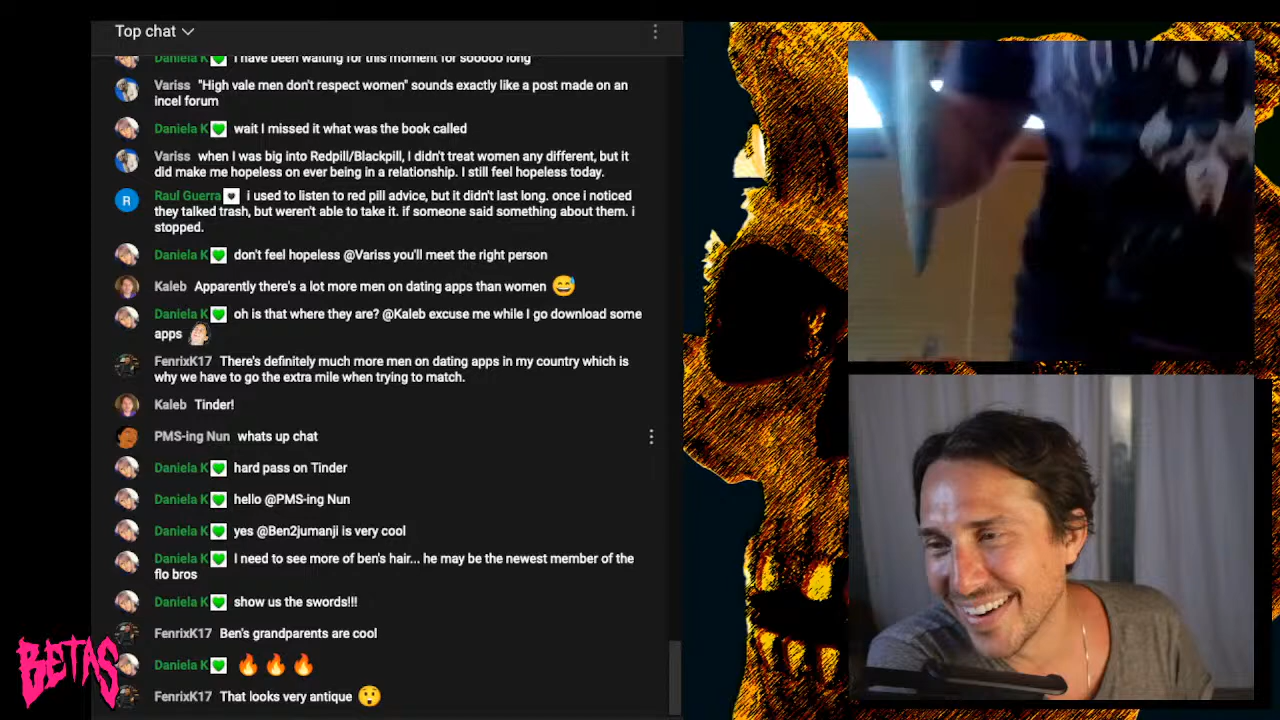 Top chat
Daniela K I have been waiting for this moment for sooooo long
Variss "High vale men don't respect women" sounds exactly like a post made on an
incel forum
Daniela K wait I missed it what was the book called
Variss when I was big into Redpill/Blackpill, I didn't treat women any different, but it
did make me hopeless on ever being in a relationship. I still feel hopeless today.
R
Raul Guerra i used to listen to red pill advice, but it didn't last long. once i noticed
they talked trash, but weren't able to take it. if someone said something about them. i
stopped.
Daniela K don't feel hopeless @Variss you'll meet the right person
Kaleb Apparently there's a lot more men on dating apps than women 😅
Daniela K oh is that where they are? @Kaleb excuse me while I go download some
apps
FenrixK17 There's definitely much more men on dating apps in my country which is
why we have to go the extra mile when trying to match.
Kaleb Tinder!
PMS-ing Nun whats up chat
Daniela K hard pass on Tinder
Daniela K hello @PMS-ing Nun
Daniela K yes @Ben2jumanji is very cool
Daniela K I need to see more of ben's hair... he may be the newest member of the
flo bros
Daniela K show us the swords!!!
FenrixK17 Ben's grandparents are cool
Daniela K 🔥🔥🔥
FenrixK17 That looks very antique 😲
BETAS